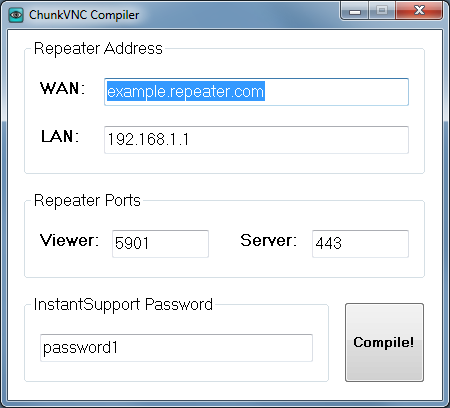 ChunkVNC Compiler
Repeater Address
WAN: example.repeater.com
LAN: 192.168.1.1
Repeater Ports
Viewer: 5901 Server: 443
InstantSupport Password
password1 Compile!